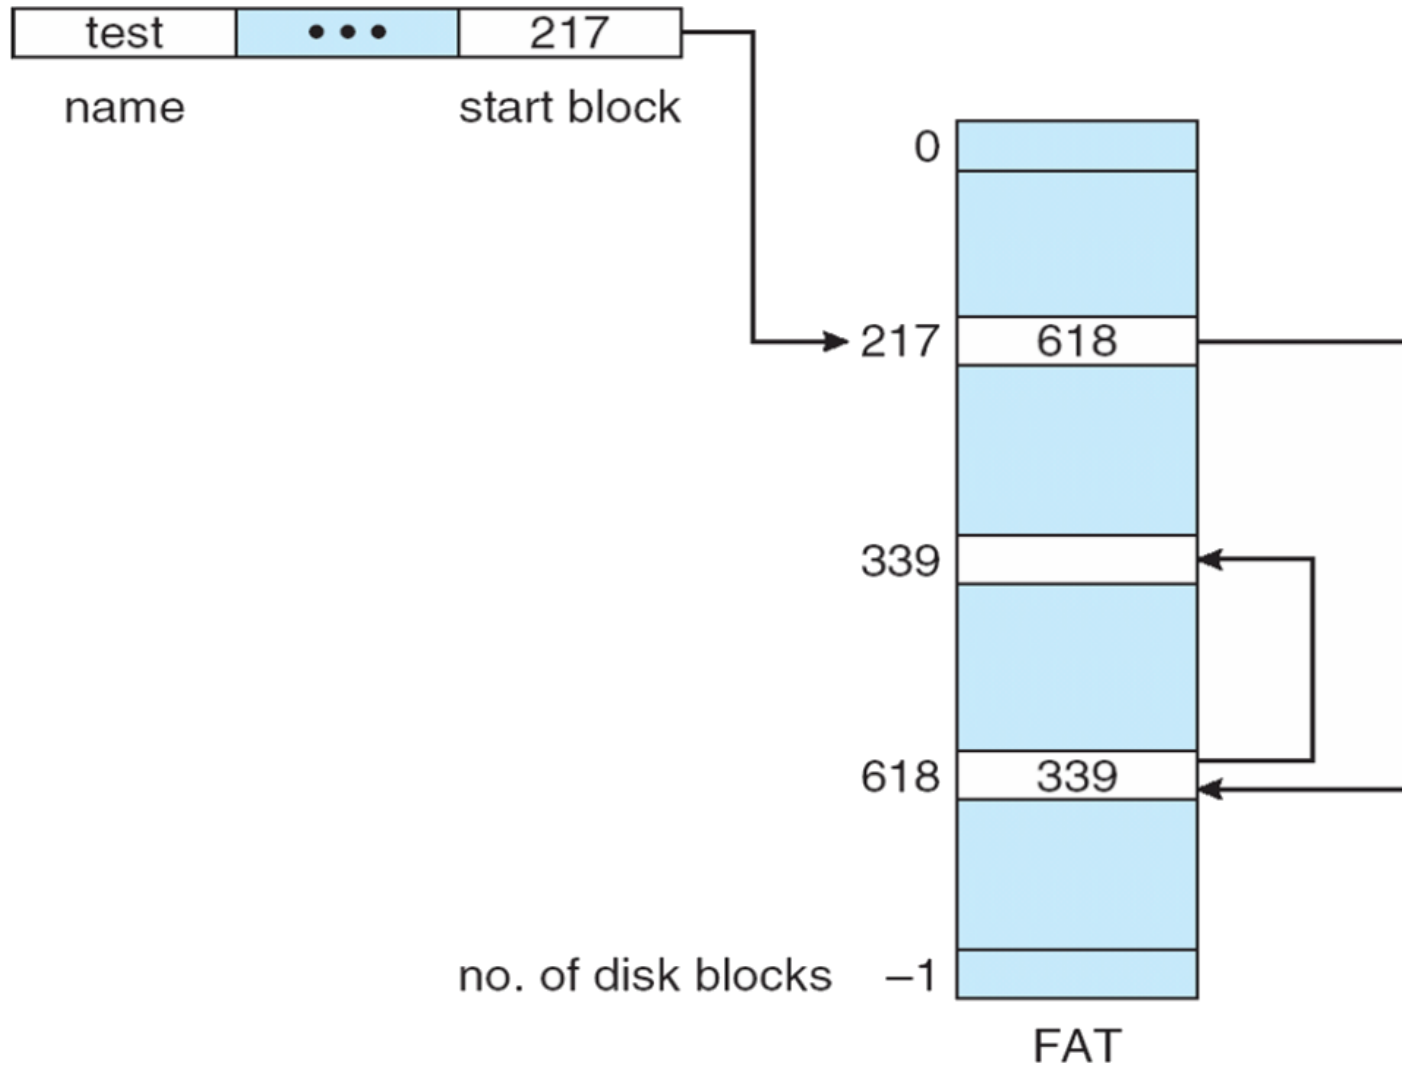 test ••• 217
name start block
0
217 618
339
618 339
no. of disk blocks –1
FAT